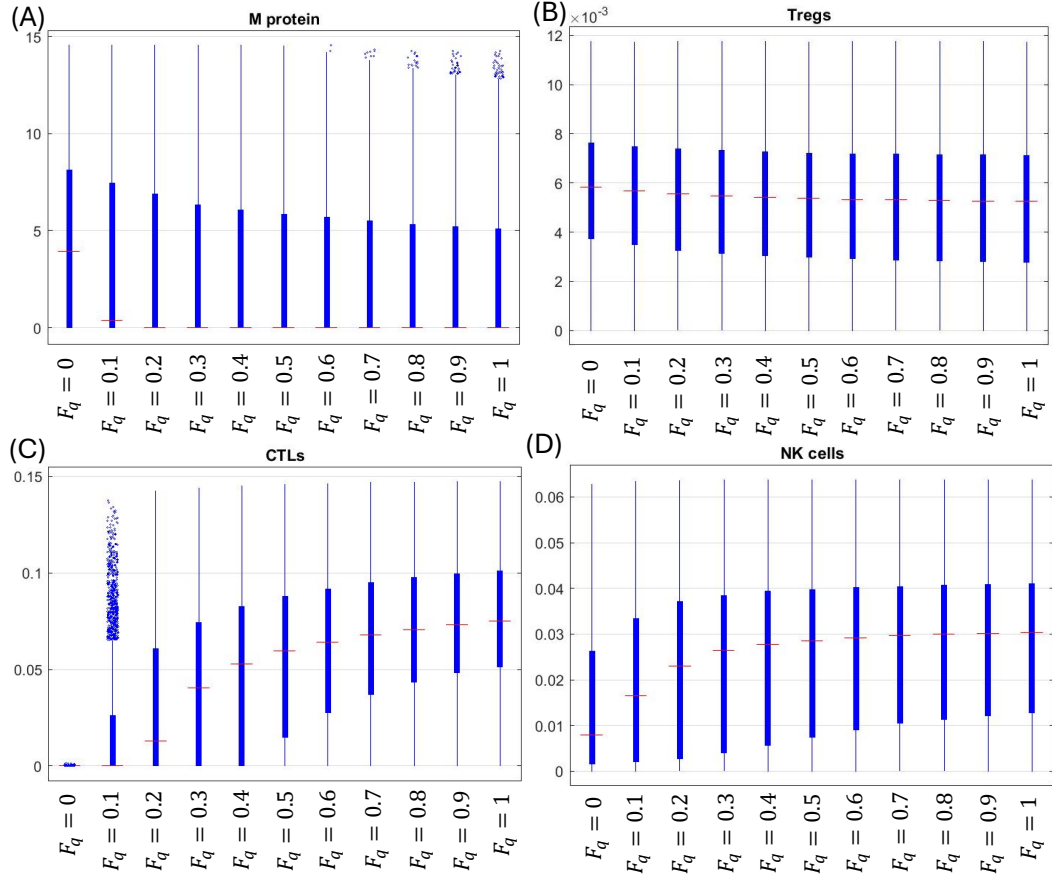 (A)
M protein
15
10
5
0
F_q = 0
F_q = 0.1
F_q = 0.2
F_q = 0.3
F_q = 0.4
F_q = 0.5
F_q = 0.6
F_q = 0.7
F_q = 0.8
F_q = 0.9
F_q = 1
(B)
×10⁻³
Tregs
12
10
8
6
4
2
0
F_q = 0
F_q = 0.1
F_q = 0.2
F_q = 0.3
F_q = 0.4
F_q = 0.5
F_q = 0.6
F_q = 0.7
F_q = 0.8
F_q = 0.9
F_q = 1
(C)
CTLs
0.15
0.1
0.05
0
F_q = 0
F_q = 0.1
F_q = 0.2
F_q = 0.3
F_q = 0.4
F_q = 0.5
F_q = 0.6
F_q = 0.7
F_q = 0.8
F_q = 0.9
F_q = 1
(D)
NK cells
0.06
0.05
0.04
0.03
0.02
0.01
0
F_q = 0
F_q = 0.1
F_q = 0.2
F_q = 0.3
F_q = 0.4
F_q = 0.5
F_q = 0.6
F_q = 0.7
F_q = 0.8
F_q = 0.9
F_q = 1